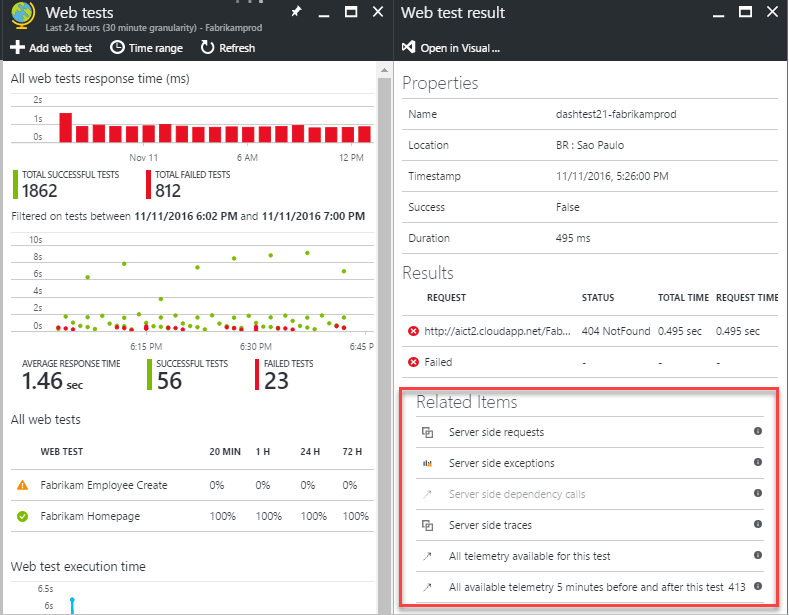 Web tests
Last 24 hours (30 minute granularity) - Fabrikamprod
Add web test Time range Refresh
All web tests response time (ms)
2s
1s
0s
Nov 11 6 AM 12 PM
TOTAL SUCCESSFUL TESTS TOTAL FAILED TESTS
1862 812
Filtered on tests between 11/11/2016 6:02 PM and 11/11/2016 7:00 PM
10s
8s
6s
4s
2s
0s
6:15 PM 6:30 PM 6:45 P
AVERAGE RESPONSE TIME SUCCESSFUL TESTS FAILED TESTS
1.46 sec 56 23
All web tests
WEB TEST 20 MIN 1 H 24 H 72 H
Fabrikam Employee Create 0% 0% 0% 0%
Fabrikam Homepage 100% 100% 100% 100%
Web test execution time
6.5s
6s
Web test result
Open in Visual ...
Properties
Name dashtest21-fabrikamprod
Location BR : Sao Paulo
Timestamp 11/11/2016, 5:26:00 PM
Success False
Duration 495 ms
Results
REQUEST STATUS TOTAL TIME REQUEST TIME
http://aict2.cloudapp.net/Fab... 404 NotFound 0.495 sec 0.495 sec
Failed - - -
Related Items
Server side requests
Server side exceptions
Server side dependency calls
Server side traces
All telemetry available for this test
All available telemetry 5 minutes before and after this test 413